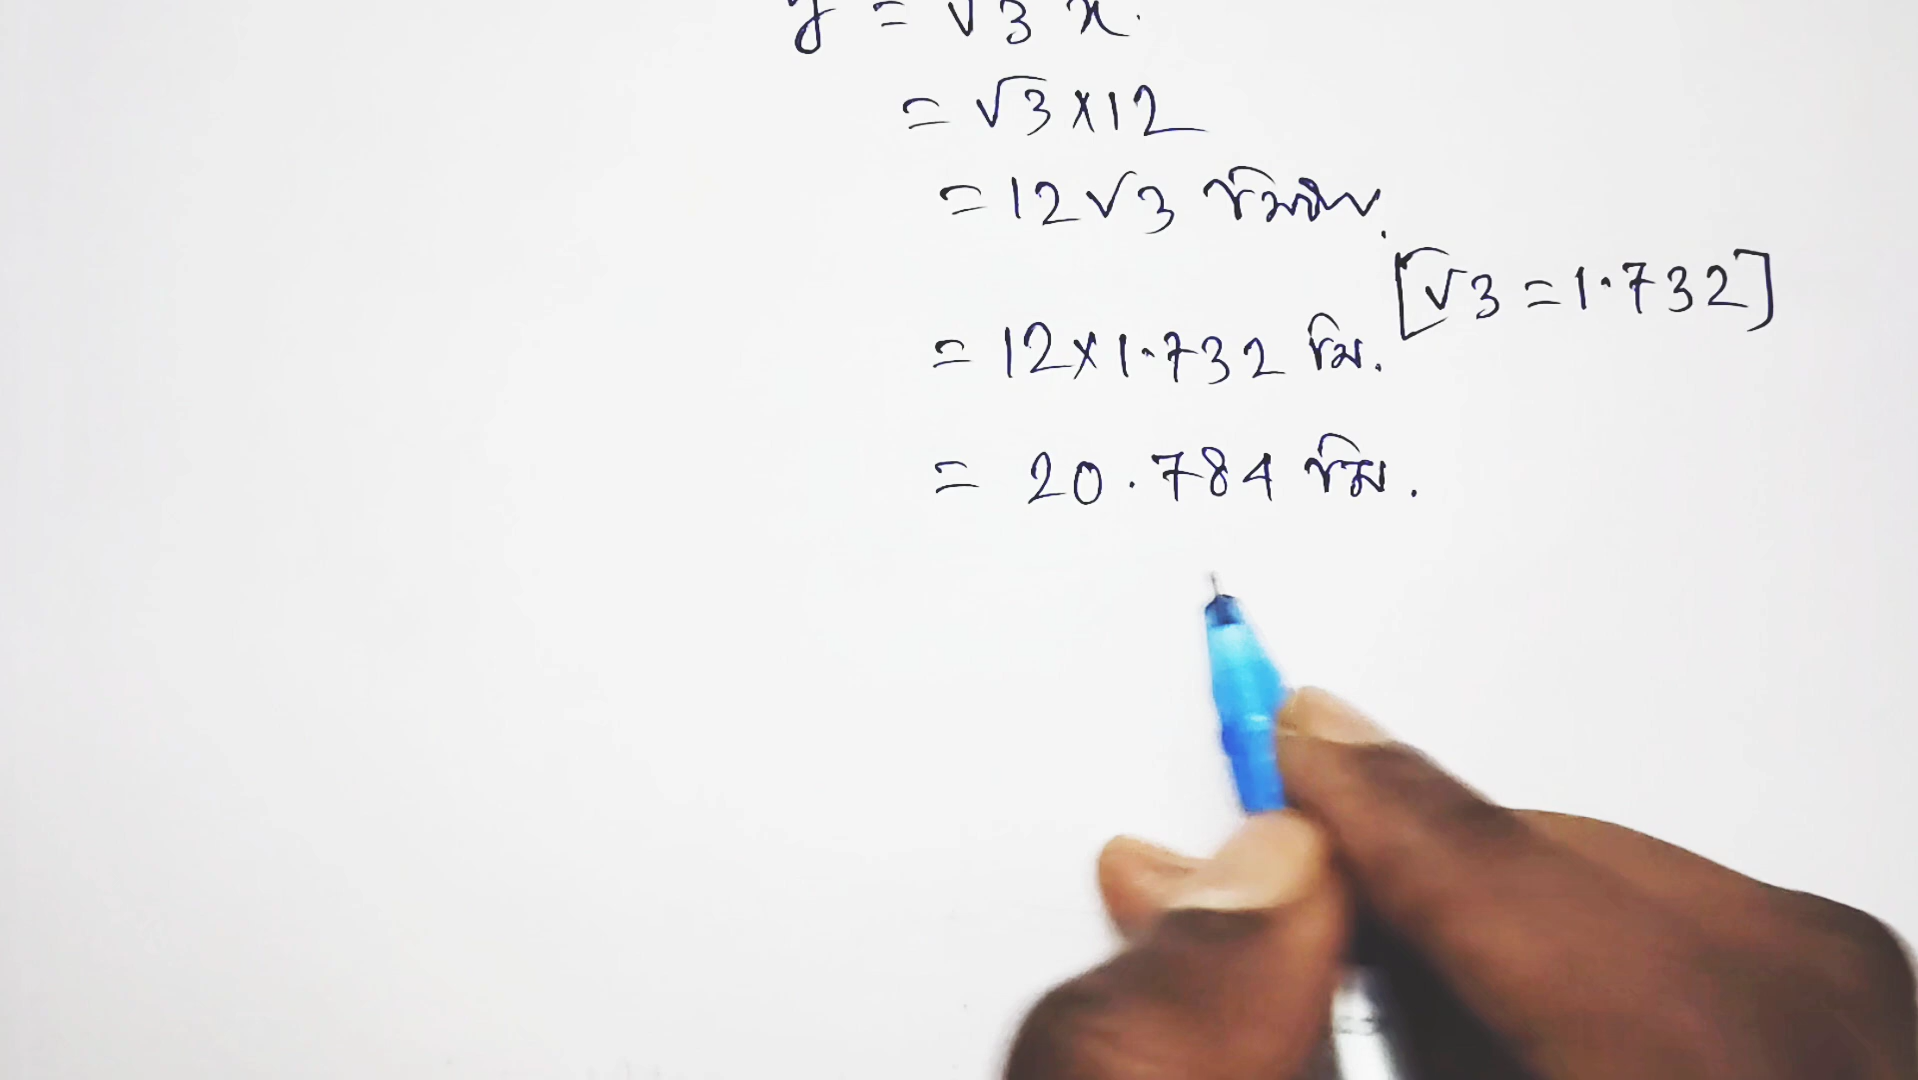 y = √3 x.
= √3 × 12
= 12√3
[√3 = 1.732]
= 12 × 1.732 মি.
= 20.784 মি.